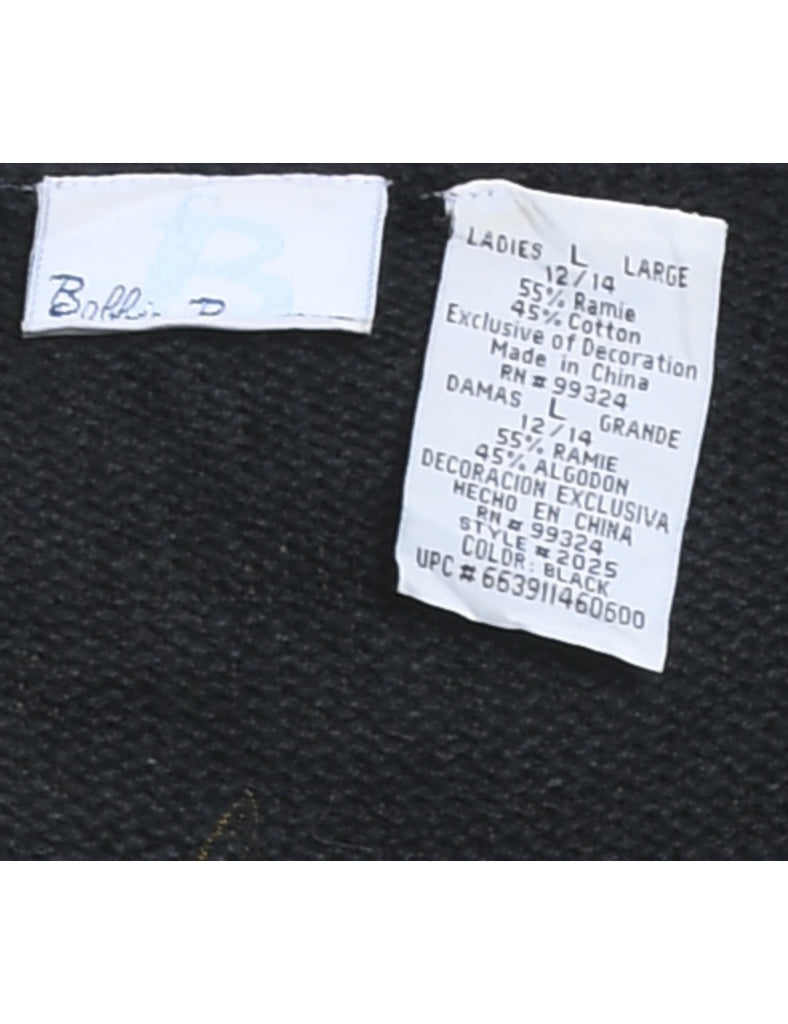 B
LADIES L LARGE
12/14
55% Ramie
45% Cotton
Exclusive of Decoration
Made in China
RN # 99324
DAMAS L GRANDE
12/14
55% RAMIE
45% ALGODON
DECORACION EXCLUSIVA
HECHO EN CHINA
RN # 99324
STYLE # 2025
COLOR: BLACK
UPC # 663911460600